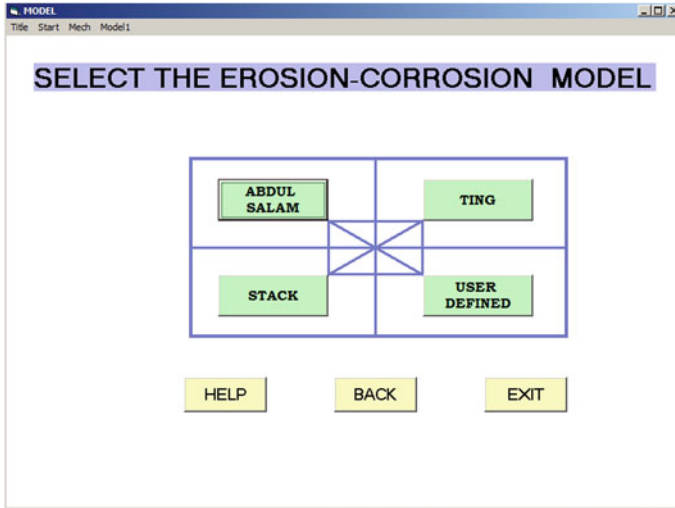 MODEL
Title Start Mech Model1
SELECT THE EROSION-CORROSION MODEL
ABDUL
SALAM
TING
STACK
USER
DEFINED
HELP BACK EXIT